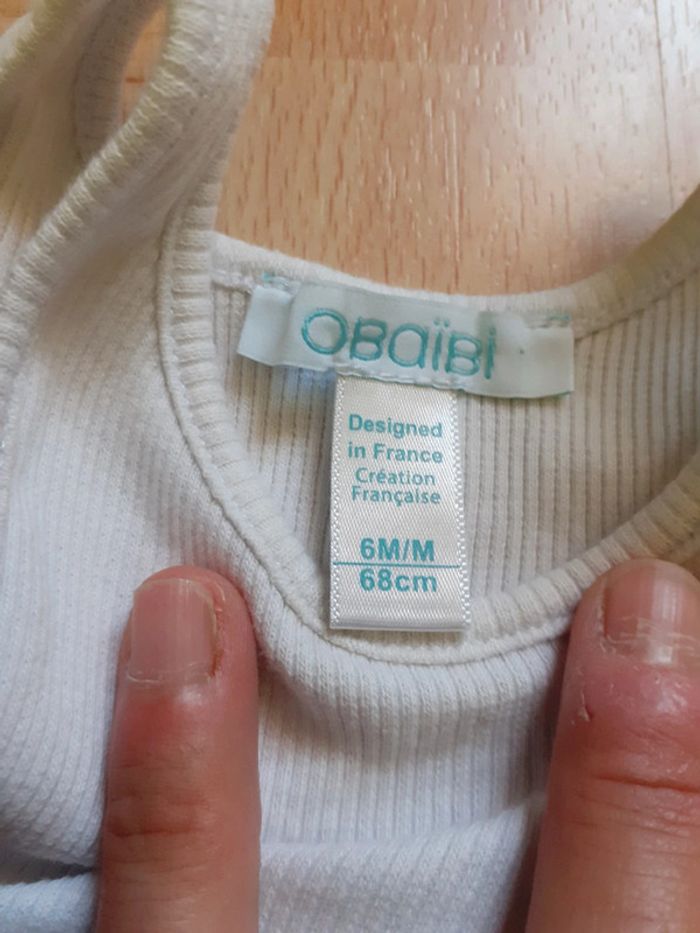 OBaïBi
Designed
in France
Création
Française
6M/M
68cm